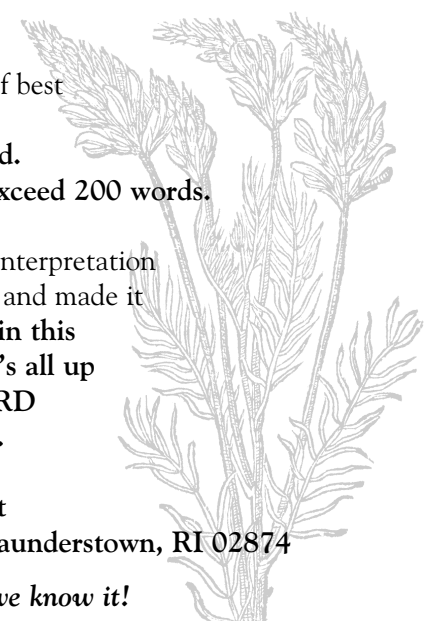 f best
d.
xceed 200 words.
nterpretation
and made it
in this
's all up
RD
.
t
aunderstown, RI 02874
ve know it!